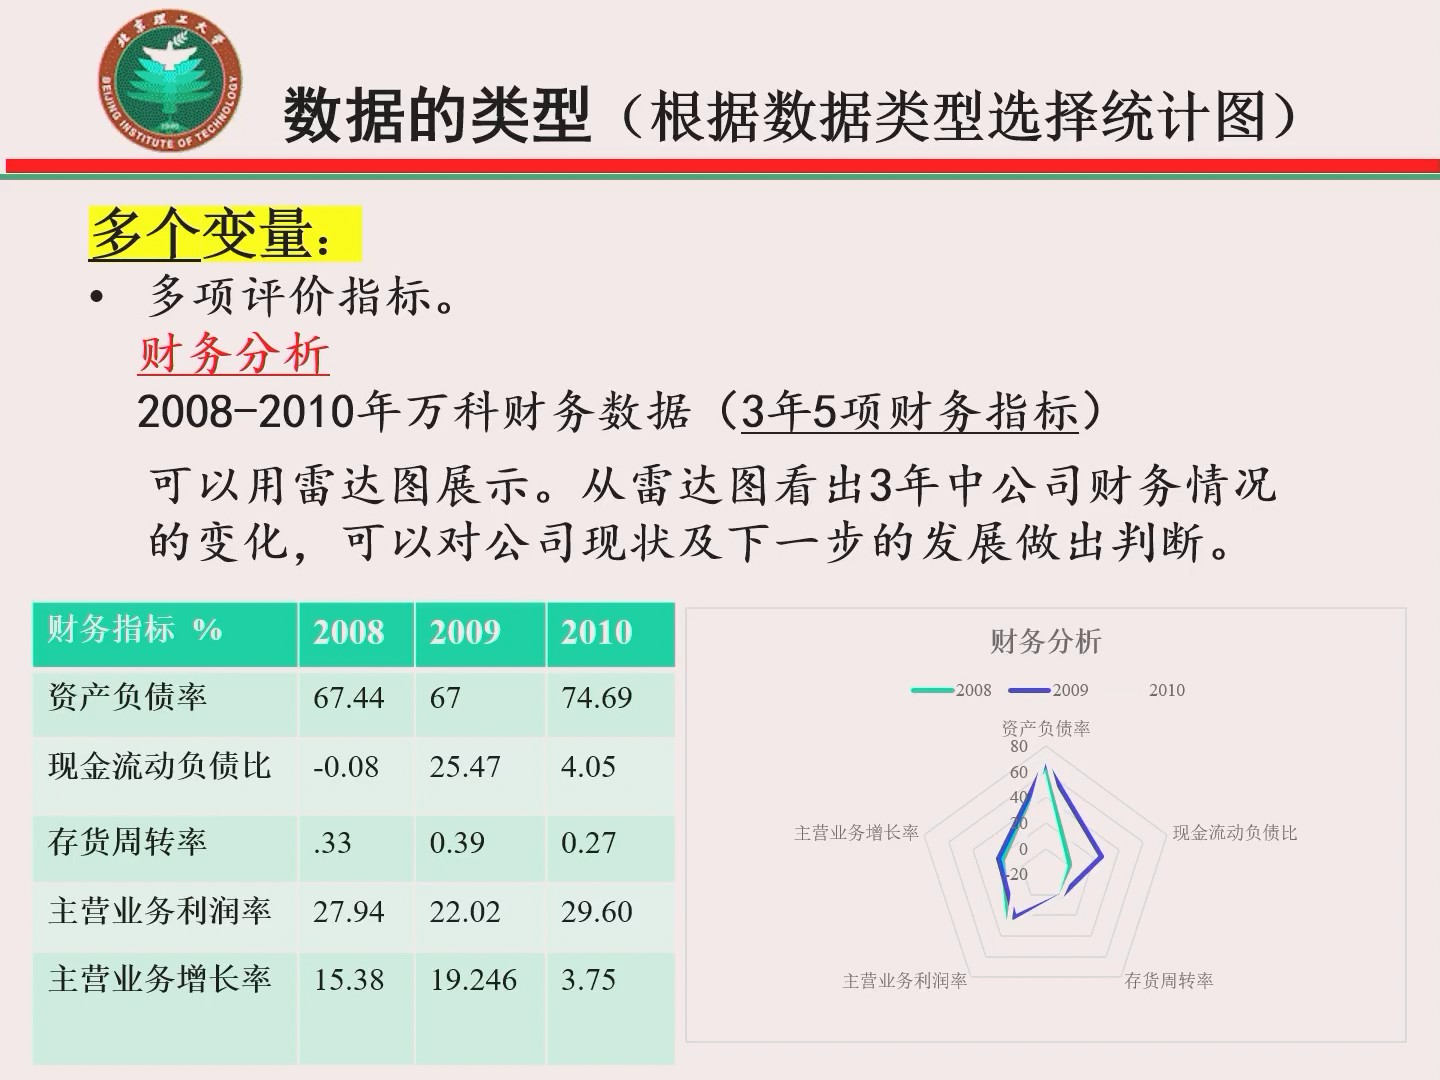 北京理工大学
BEIJING INSTITUTE OF TECHNOLOGY
1940
数据的类型（根据数据类型选择统计图）
多个变量：
• 多项评价指标。
财务分析
2008-2010年万科财务数据（3年5项财务指标）
可以用雷达图展示。从雷达图看出3年中公司财务情况
的变化，可以对公司现状及下一步的发展做出判断。
财务指标 % 2008 2009 2010
资产负债率 67.44 67 74.69
现金流动负债比 -0.08 25.47 4.05
存货周转率 .33 0.39 0.27
主营业务利润率 27.94 22.02 29.60
主营业务增长率 15.38 19.246 3.75
财务分析
2008 2009 2010
资产负债率
80
60
40
20
0
-20
主营业务增长率
现金流动负债比
主营业务利润率
存货周转率